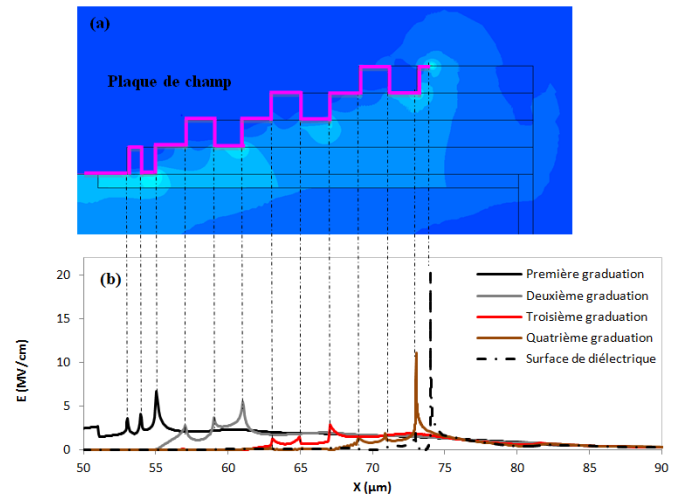 (a)
Plaque de champ
(b)
Première graduation
Deuxième graduation
Troisième graduation
Quatrième graduation
Surface de diélectrique
E (MV/cm)
20
15
10
5
0
50 55 60 65 70 75 80 85 90
X (µm)